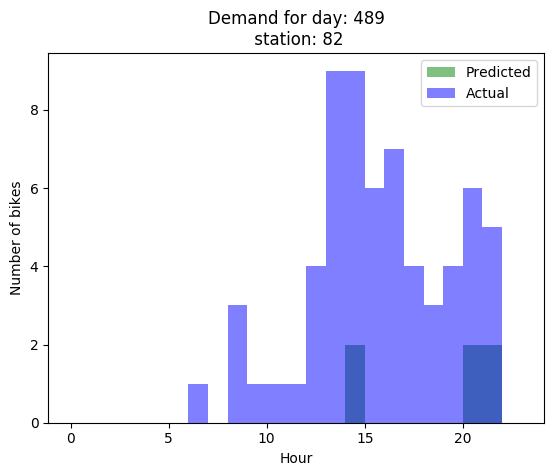 Demand for day: 489
station: 82
Predicted
Actual
Number of bikes
8
6
4
2
0
0
5
10
15
20
Hour